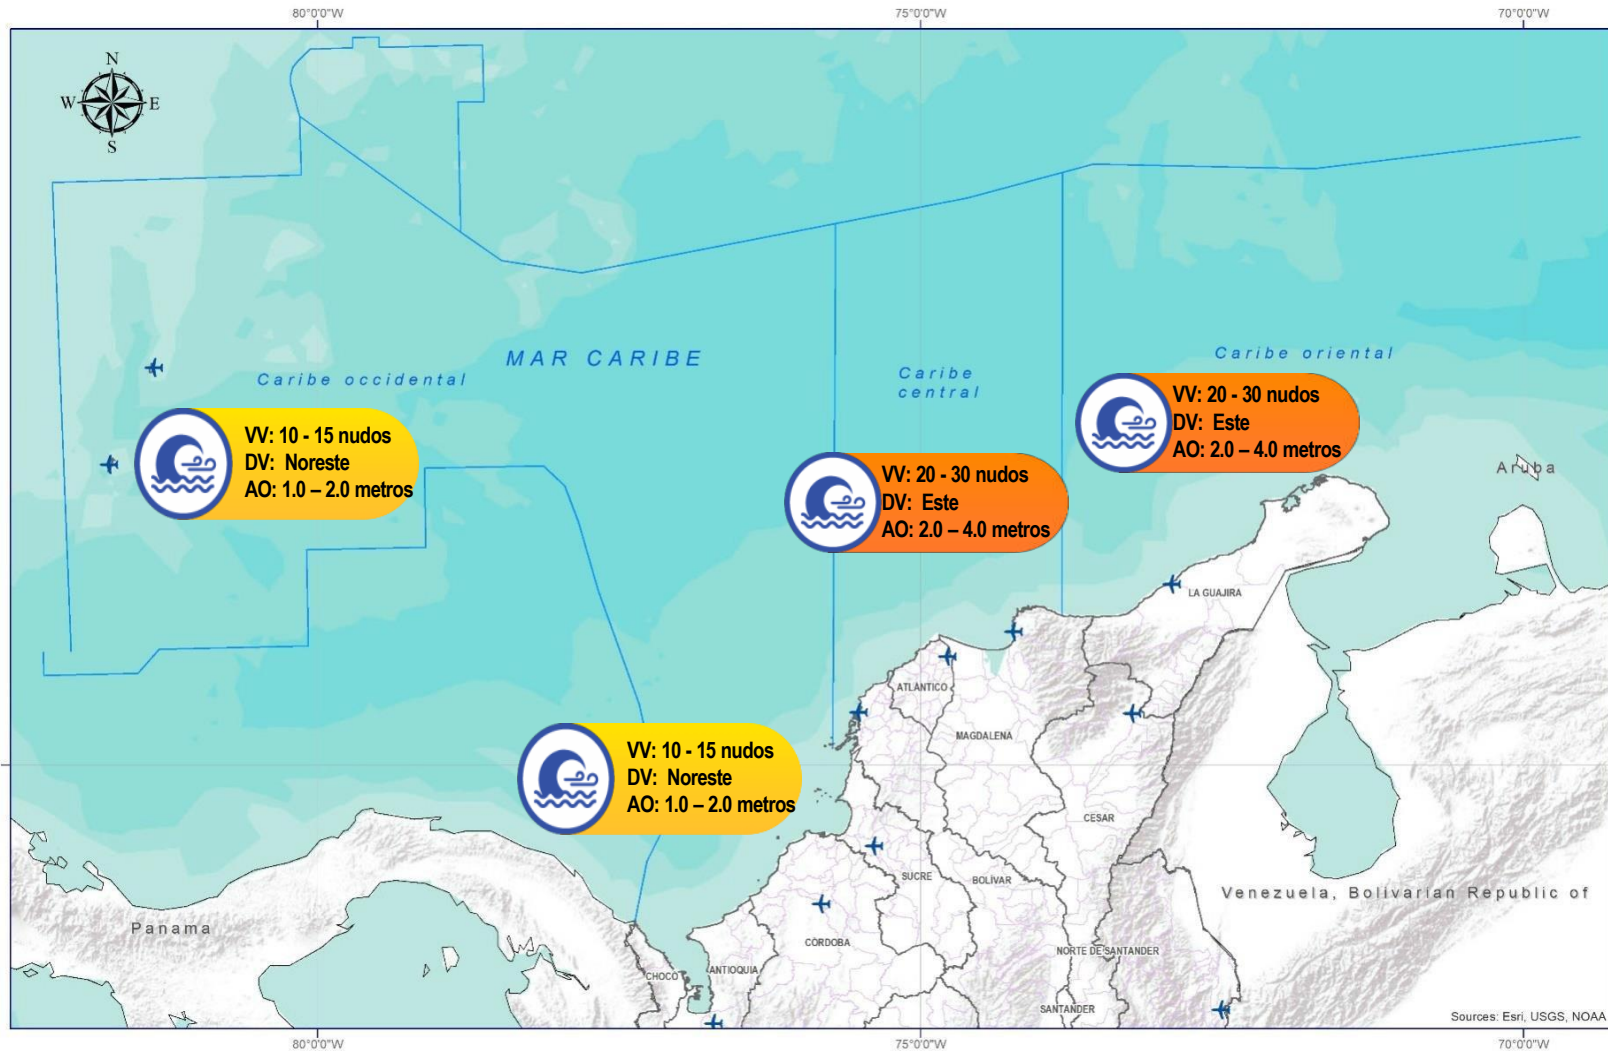 80°0'0"W
75°0'0"W
70°0'0"W
N
W
E
S
MAR CARIBE
Caribe occidental
Caribe
central
Caribe oriental
VV: 20 - 30 nudos
DV: Este
AO: 2.0 – 4.0 metros
VV: 10 - 15 nudos
DV: Noreste
AO: 1.0 – 2.0 metros
VV: 20 - 30 nudos
DV: Este
AO: 2.0 – 4.0 metros
Aruba
LA GUAJIRA
ATLÁNTICO
MAGDALENA
VV: 10 - 15 nudos
DV: Noreste
AO: 1.0 – 2.0 metros
CESAR
SUCRE
BOLÍVAR
Venezuela, Bolivarian Republic of
Panama
CÓRDOBA
NORTE DE SANTANDER
CHOCÓ
ANTIOQUIA
SANTANDER
Sources: Esri, USGS, NOAA
80°0'0"W
75°0'0"W
70°0'0"W